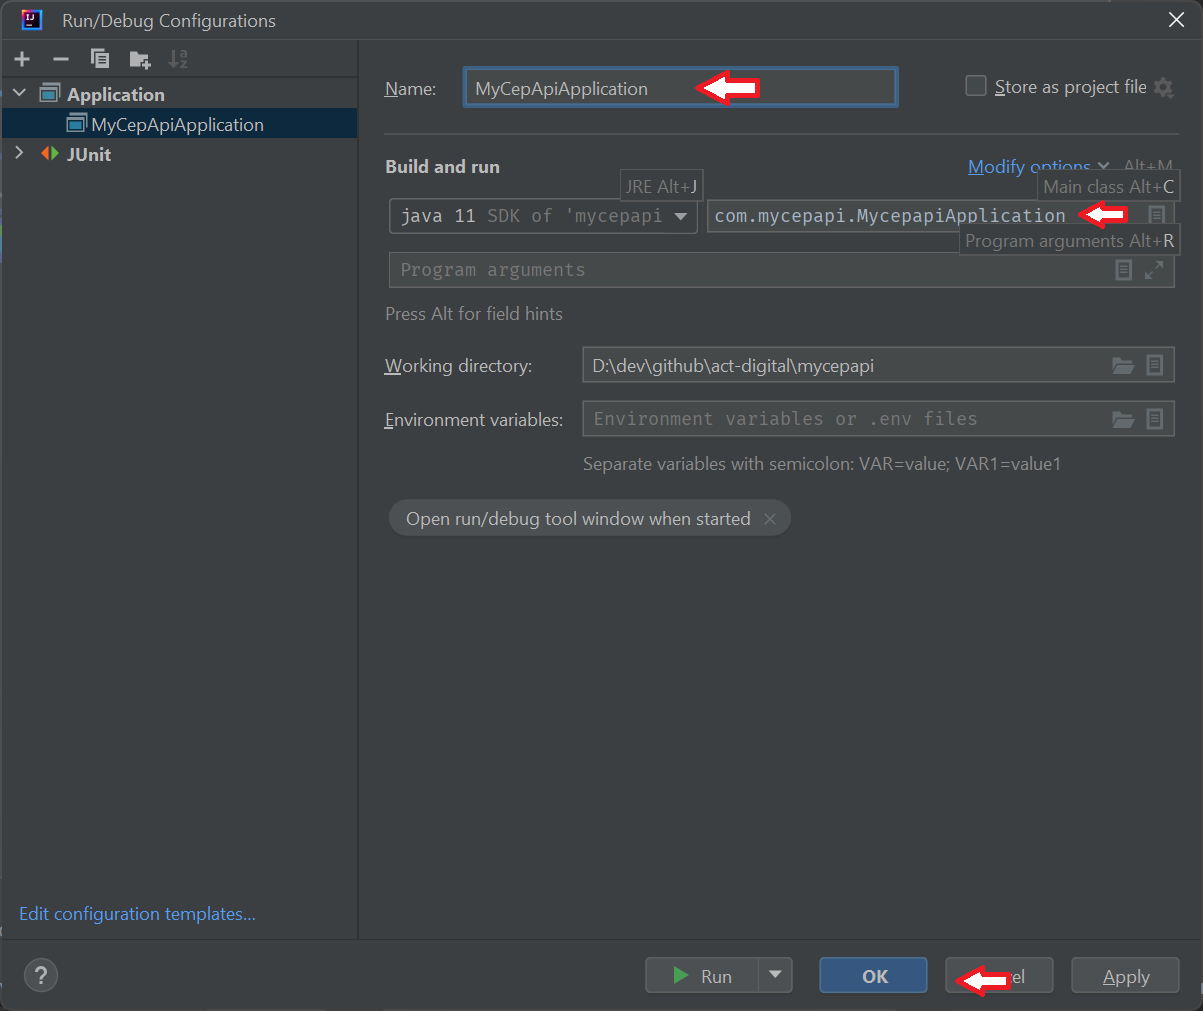 Run/Debug Configurations
Application
MyCepApiApplication
JUnit
Edit configuration templates...
Name: MyCepApiApplication
Store as project file
Build and run
Modify options Alt+M
JRE Alt+J
Main class Alt+C
java 11 SDK of 'mycepapi
com.mycepapi.MycepapiApplication
Program arguments Alt+R
Program arguments
Press Alt for field hints
Working directory: D:\dev\github\act-digital\mycepapi
Environment variables: Environment variables or .env files
Separate variables with semicolon: VAR=value; VAR1=value1
Open run/debug tool window when started
? Run OK Apply